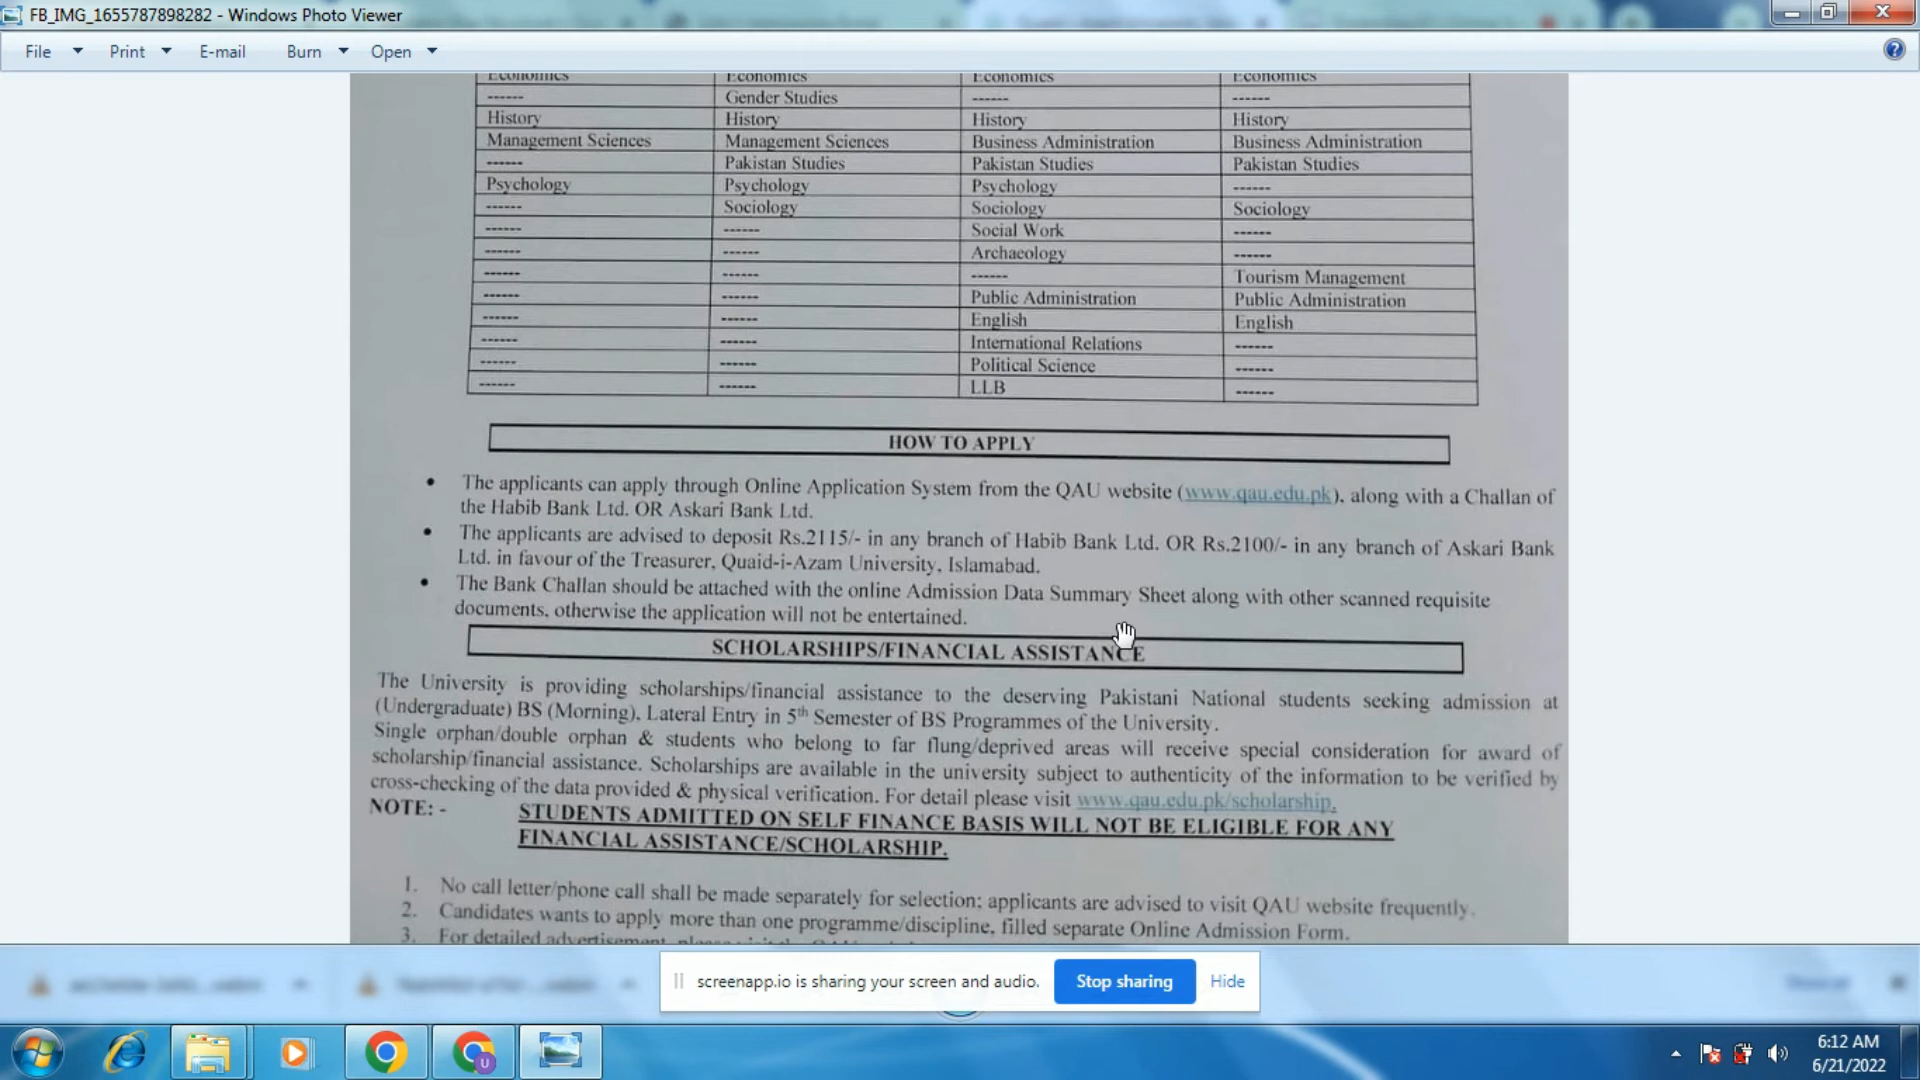 FB_IMG_1655787898282 - Windows Photo Viewer
File Print E-mail Burn Open
Economics Economics Economics Economics
------ Gender Studies ------ ------
History History History History
Management Sciences Management Sciences Business Administration Business Administration
------ Pakistan Studies Pakistan Studies Pakistan Studies
Psychology Psychology Psychology ------
------ Sociology Sociology Sociology
------ ------ Social Work ------
------ ------ Archaeology ------
------ ------ ------ Tourism Management
------ ------ Public Administration Public Administration
------ ------ English English
------ ------ International Relations ------
------ ------ Political Science ------
------ ------ LLB ------
HOW TO APPLY
• The applicants can apply through Online Application System from the QAU website (www.qau.edu.pk), along with a Challan of
the Habib Bank Ltd. OR Askari Bank Ltd.
• The applicants are advised to deposit Rs.2115/- in any branch of Habib Bank Ltd. OR Rs.2100/- in any branch of Askari Bank
Ltd. in favour of the Treasurer, Quaid-i-Azam University, Islamabad.
• The Bank Challan should be attached with the online Admission Data Summary Sheet along with other scanned requisite
documents, otherwise the application will not be entertained.
SCHOLARSHIPS/FINANCIAL ASSISTANCE
The University is providing scholarships/financial assistance to the deserving Pakistani National students seeking admission at
(Undergraduate) BS (Morning), Lateral Entry in 5th Semester of BS Programmes of the University.
Single orphan/double orphan & students who belong to far flung/deprived areas will receive special consideration for award of
scholarship/financial assistance. Scholarships are available in the university subject to authenticity of the information to be verified by
cross-checking of the data provided & physical verification. For detail please visit www.qau.edu.pk/scholarship.
NOTE: - STUDENTS ADMITTED ON SELF FINANCE BASIS WILL NOT BE ELIGIBLE FOR ANY
FINANCIAL ASSISTANCE/SCHOLARSHIP.
1. No call letter/phone call shall be made separately for selection; applicants are advised to visit QAU website frequently.
2. Candidates wants to apply more than one programme/discipline, filled separate Online Admission Form.
3. For detailed advertisement, please visit the QAU
screenapp.io is sharing your screen and audio. Stop sharing Hide
6:12 AM
6/21/2022